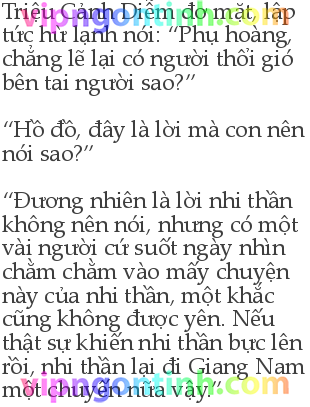 Triệu Cảnh Diễm đơ mặt, lập
tức hừ lạnh nói: “Phụ hoàng,
chẳng lẽ lại có người thổi gió
bên tai người sao?”
“Hồ đồ, đây là lời mà con nên
nói sao?”
“Đương nhiên là lời nhi thần
không nên nói, nhưng có một
vài người cứ suốt ngày nhìn
chằm chằm vào mấy chuyện
này của nhi thần, một khắc
cũng không được yên. Nếu
thật sự khiến nhi thần bực lên
rồi, nhi thần lại đi Giang Nam
một chuyến nữa vậy.”
vipngontinh.com
vipngontinh.com